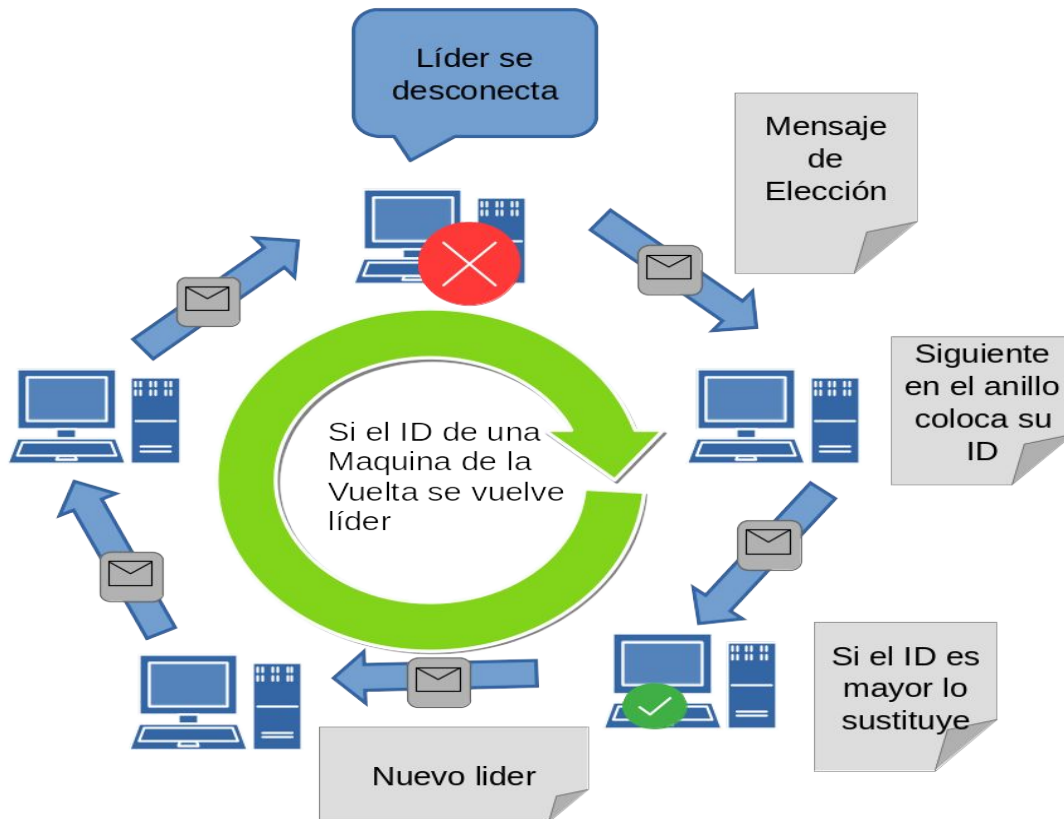 Líder se
desconecta
Mensaje
de
Elección
Siguiente
en el anillo
coloca su
ID
Si el ID de una
Maquina de la
Vuelta se vuelve
líder
Si el ID es
mayor lo
sustituye
Nuevo lider